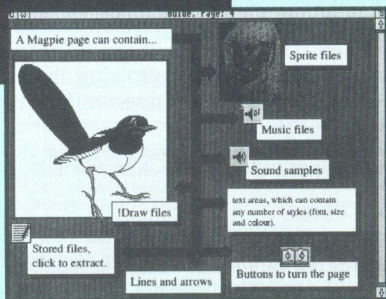 Guide, Page: 4
A Magpie page can contain...
Sprite files
Music files
Sound samples
!Draw files
text areas, which can contain
any number of styles (font, size
and colour).
Stored files,
click to extract.
Lines and arrows
Buttons to turn the page